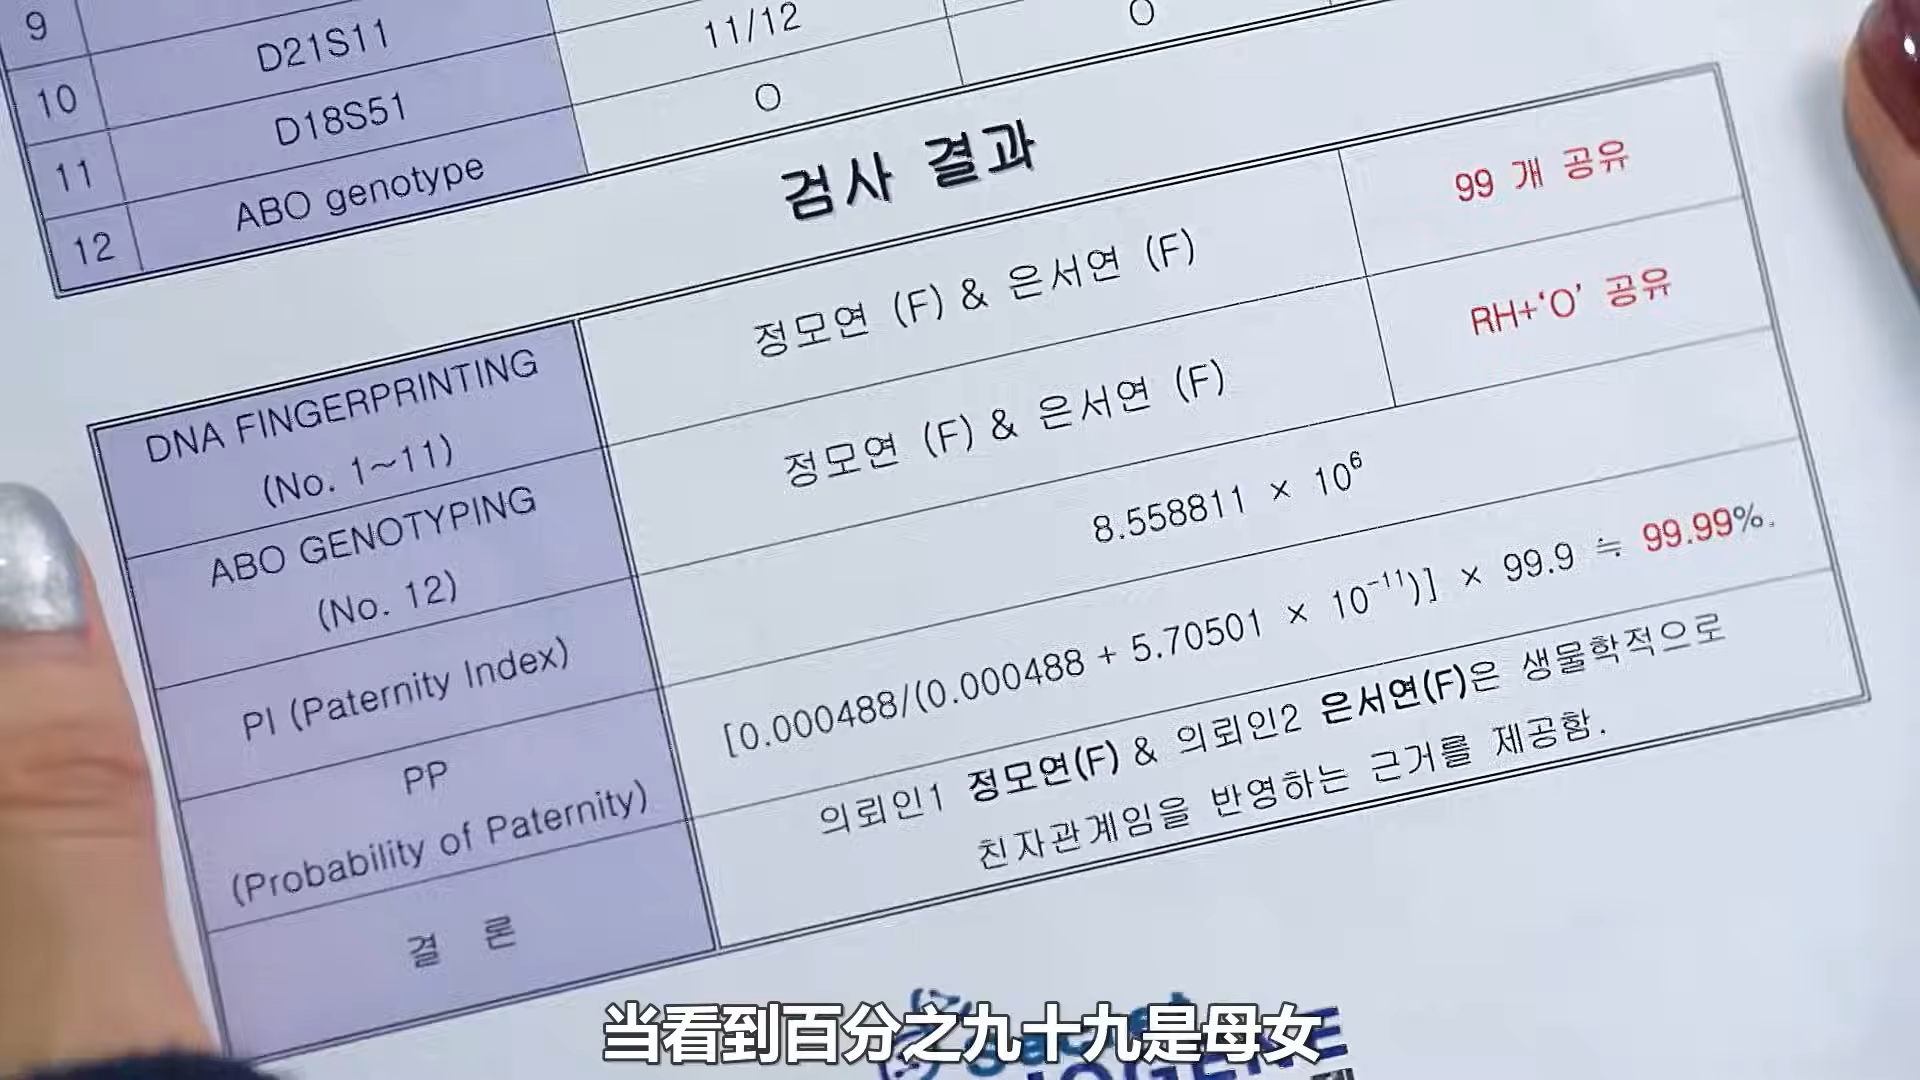 9
D21S11
11/12
O
10
D18S51
O
11
ABO genotype
12
검사 결과
DNA FINGERPRINTING
(No. 1~11)
정모연 (F) & 은서연 (F)
99 개 공유
ABO GENOTYPING
(No. 12)
정모연 (F) & 은서연 (F)
RH+‘O’ 공유
PI (Paternity Index)
8.558811 × 10⁶
PP
(Probability of Paternity)
[0.000488/(0.000488 + 5.70501 × 10⁻¹¹)] × 99.9 ≒ 99.99%.
결 론
의뢰인1 정모연(F) & 의뢰인2 은서연(F)은 생물학적으로
친자관계임을 반영하는 근거를 제공함.
当看到百分之九十九是母女